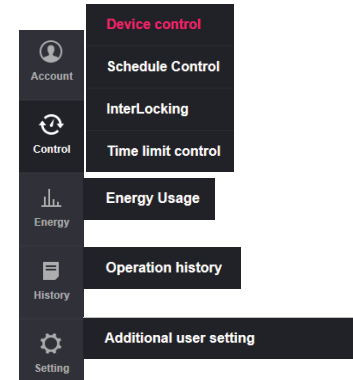 Device control
Account
Schedule Control
InterLocking
Control
Time limit control
Energy Usage
Energy
Operation history
History
Additional user setting
Setting